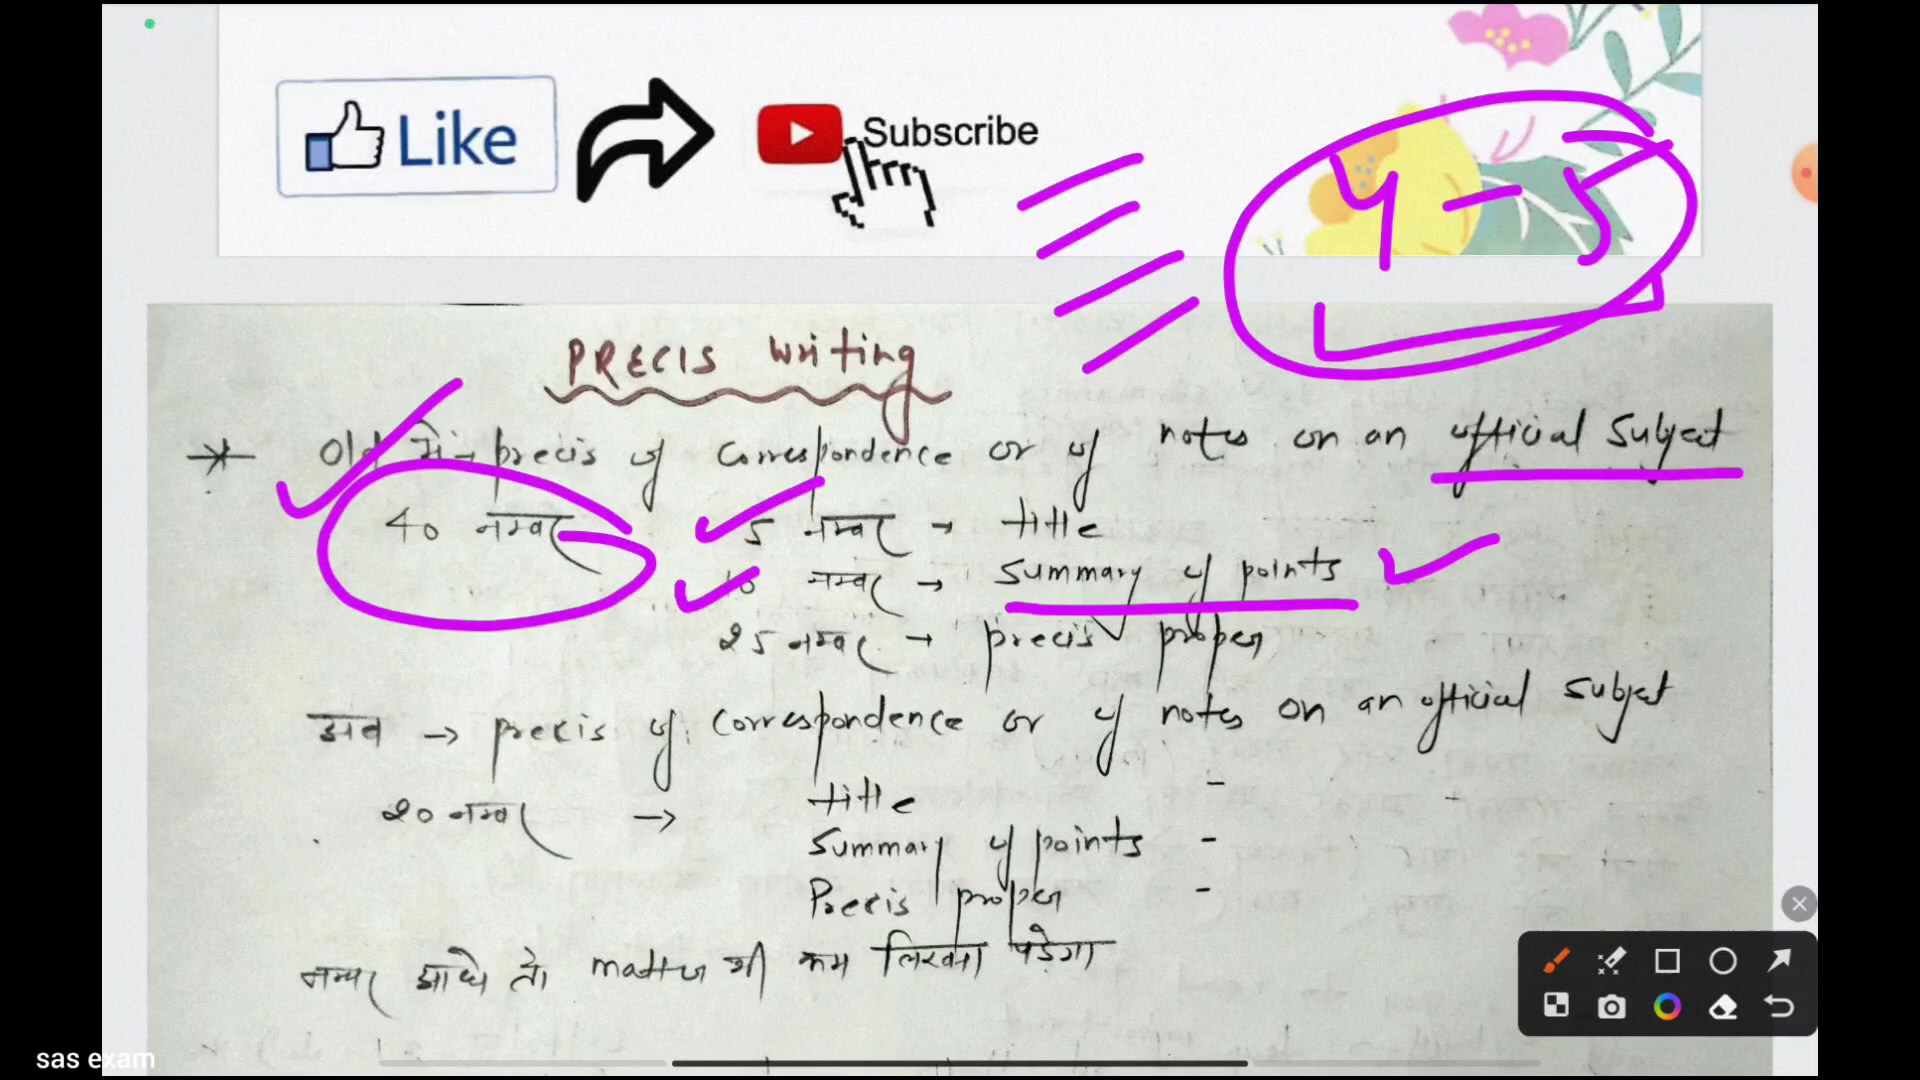 Like
Subscribe
4-5
PRECIS Writing
Old में → precis of correspondence or of notes on an official subject
40 नम्बर
5 नम्बर → title
10 नम्बर → summary of points
25 नम्बर → precis proper
अब → precis of correspondence or of notes on an official subject
20 नम्बर → title -
Summary of points -
Precis proper -
नम्बर आधे तो matter भी कम लिखना पड़ेगा
sas exam